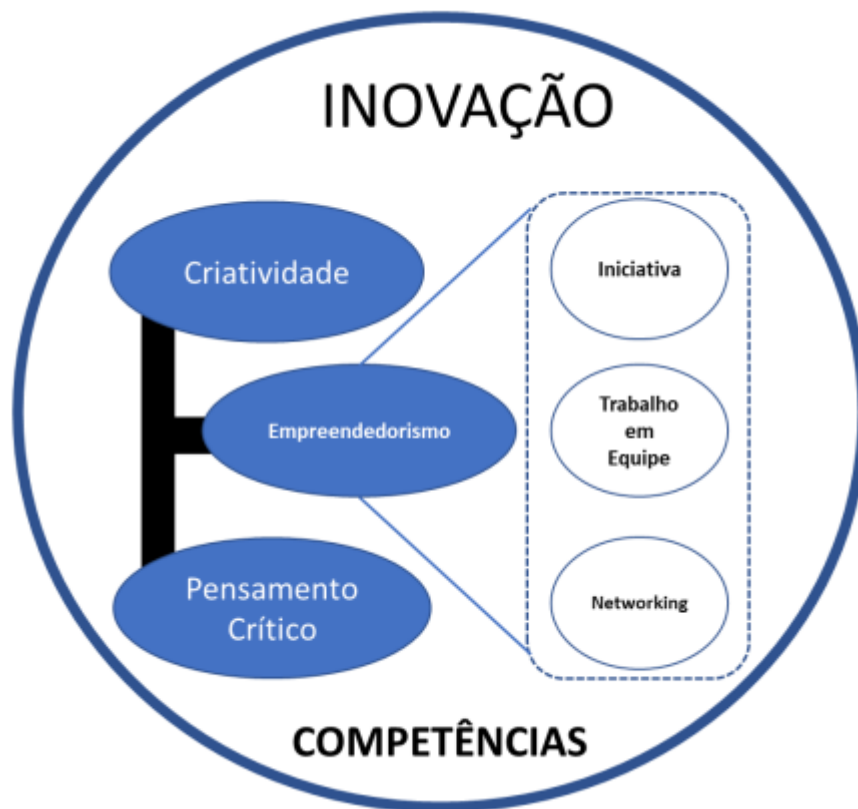 INOVAÇÃO
Criatividade
Empreendedorismo
Pensamento
Crítico
Iniciativa
Trabalho
em
Equipe
Networking
COMPETÊNCIAS